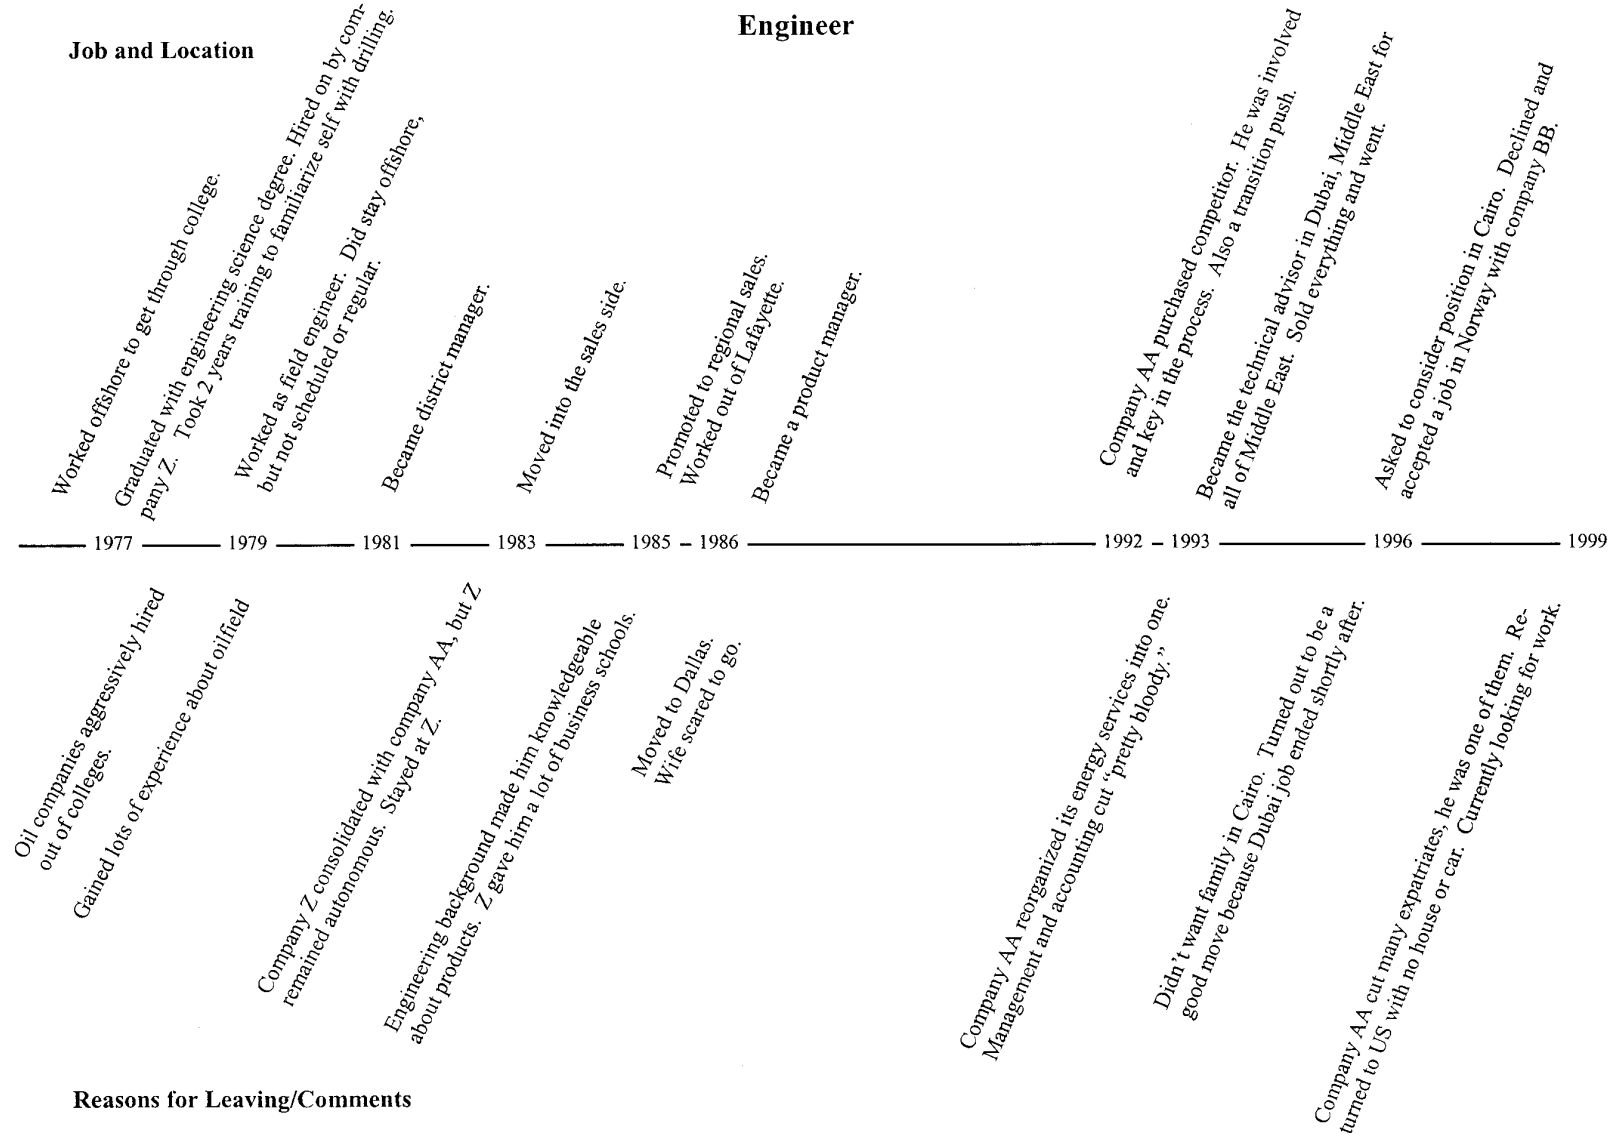 Engineer
Job and Location
Worked offshore to get through college.
Graduated with engineering science degree. Hired on by com-
pany Z. Took 2 years training to familiarize self with drilling.
Worked as field engineer. Did stay offshore,
but not scheduled or regular.
Became district manager.
Moved into the sales side.
Promoted to regional sales.
Worked out of Lafayette.
Became a product manager.
Company AA purchased competitor. He was involved
and key in the process. Also a transition push.
Became the technical advisor in Dubai, Middle East for
all of Middle East. Sold everything and went.
Asked to consider position in Cairo. Declined and
accepted a job in Norway with company BB.
1977 1979 1981 1983 1985 1986 1992 1993 1996 1999
Oil companies aggressively hired
out of colleges.
Gained lots of experience about oilfield
Company Z consolidated with company AA, but Z
remained autonomous. Stayed at Z.
Engineering background made him knowledgeable
about products. Z gave him a lot of business schools.
Moved to Dallas.
Wife scared to go.
Company AA reorganized its energy services into one.
Management and accounting cut “pretty bloody.”
Didn't want family in Cairo. Turned out to be a
good move because Dubai job ended shortly after.
Company AA cut many expatriates, he was one of them. Re-
turned to US with no house or car. Currently looking for work.
Reasons for Leaving/Comments